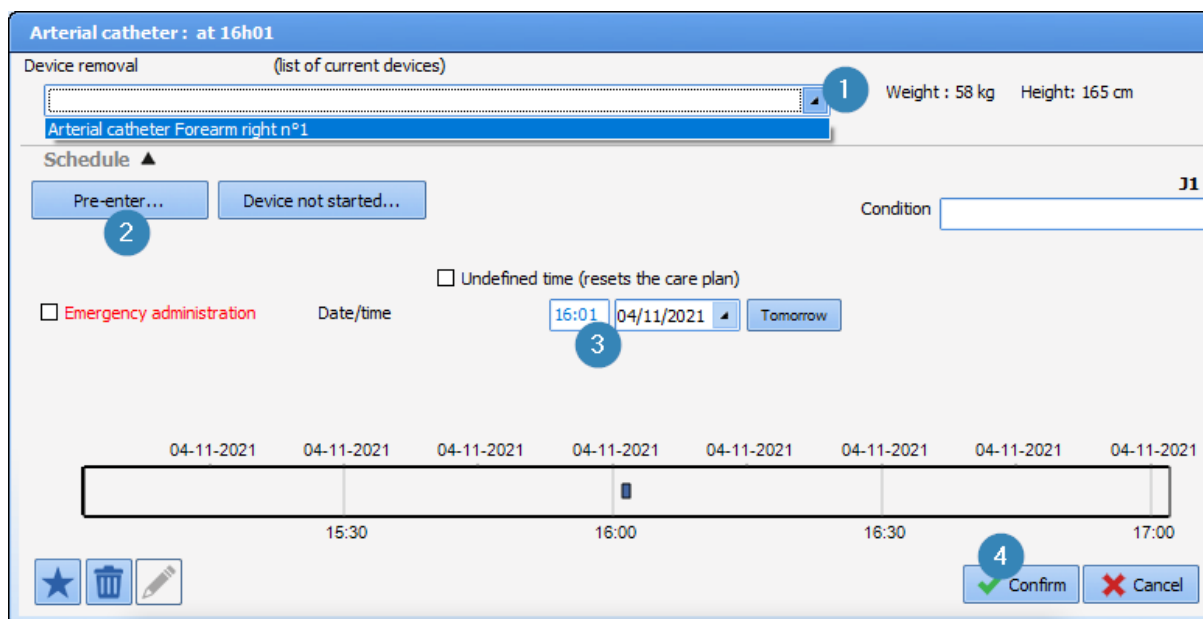 Arterial catheter : at 16h01
Device removal (list of current devices)
1
Weight : 58 kg Height: 165 cm
Arterial catheter Forearm right n°1
Schedule ▲
J1
Pre-enter... Device not started...
Condition
2
Undefined time (resets the care plan)
Emergency administration Date/time 16:01 04/11/2021 Tomorrow
3
04-11-2021 04-11-2021 04-11-2021 04-11-2021 04-11-2021 04-11-2021 04-11-2021 04-11-2021
15:30 16:00 16:30 17:00
4
Confirm Cancel